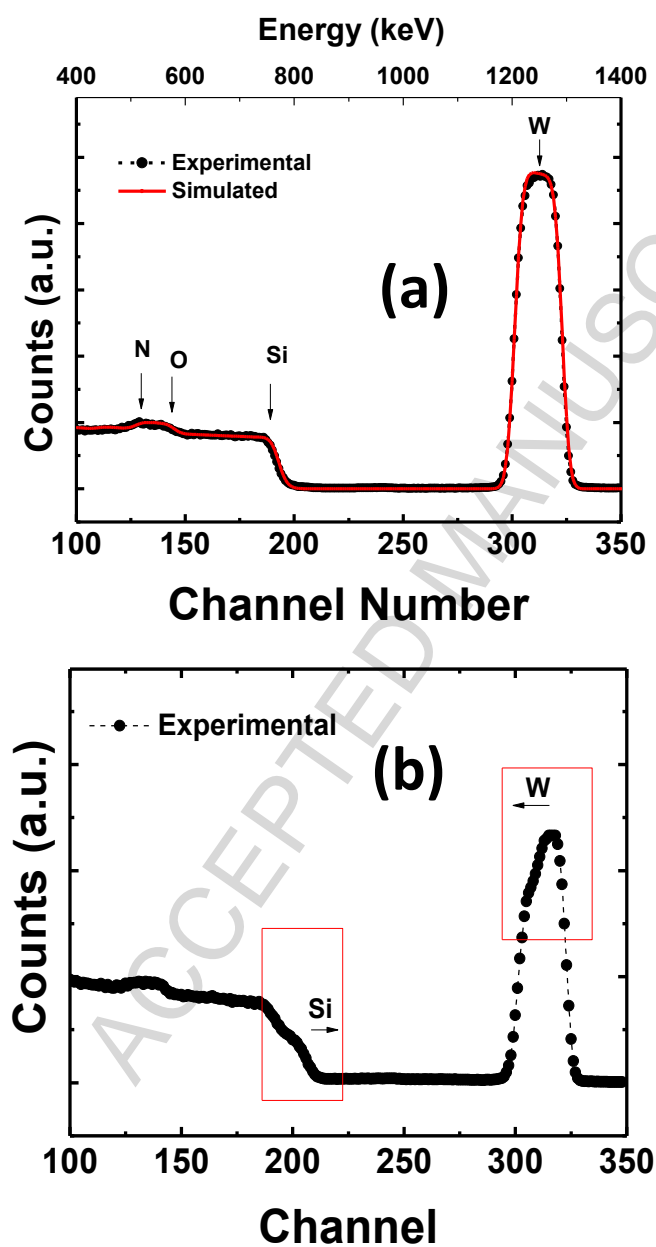 Energy (keV)
400 600 800 1000 1200 1400
W
Experimental
Simulated
(a)
N
O
Si
Counts (a.u.)
100 150 200 250 300 350
Channel Number
Experimental
(b)
W
Si
Counts (a.u.)
100 150 200 250 300 350
Channel
ACCEPTED MANUSC